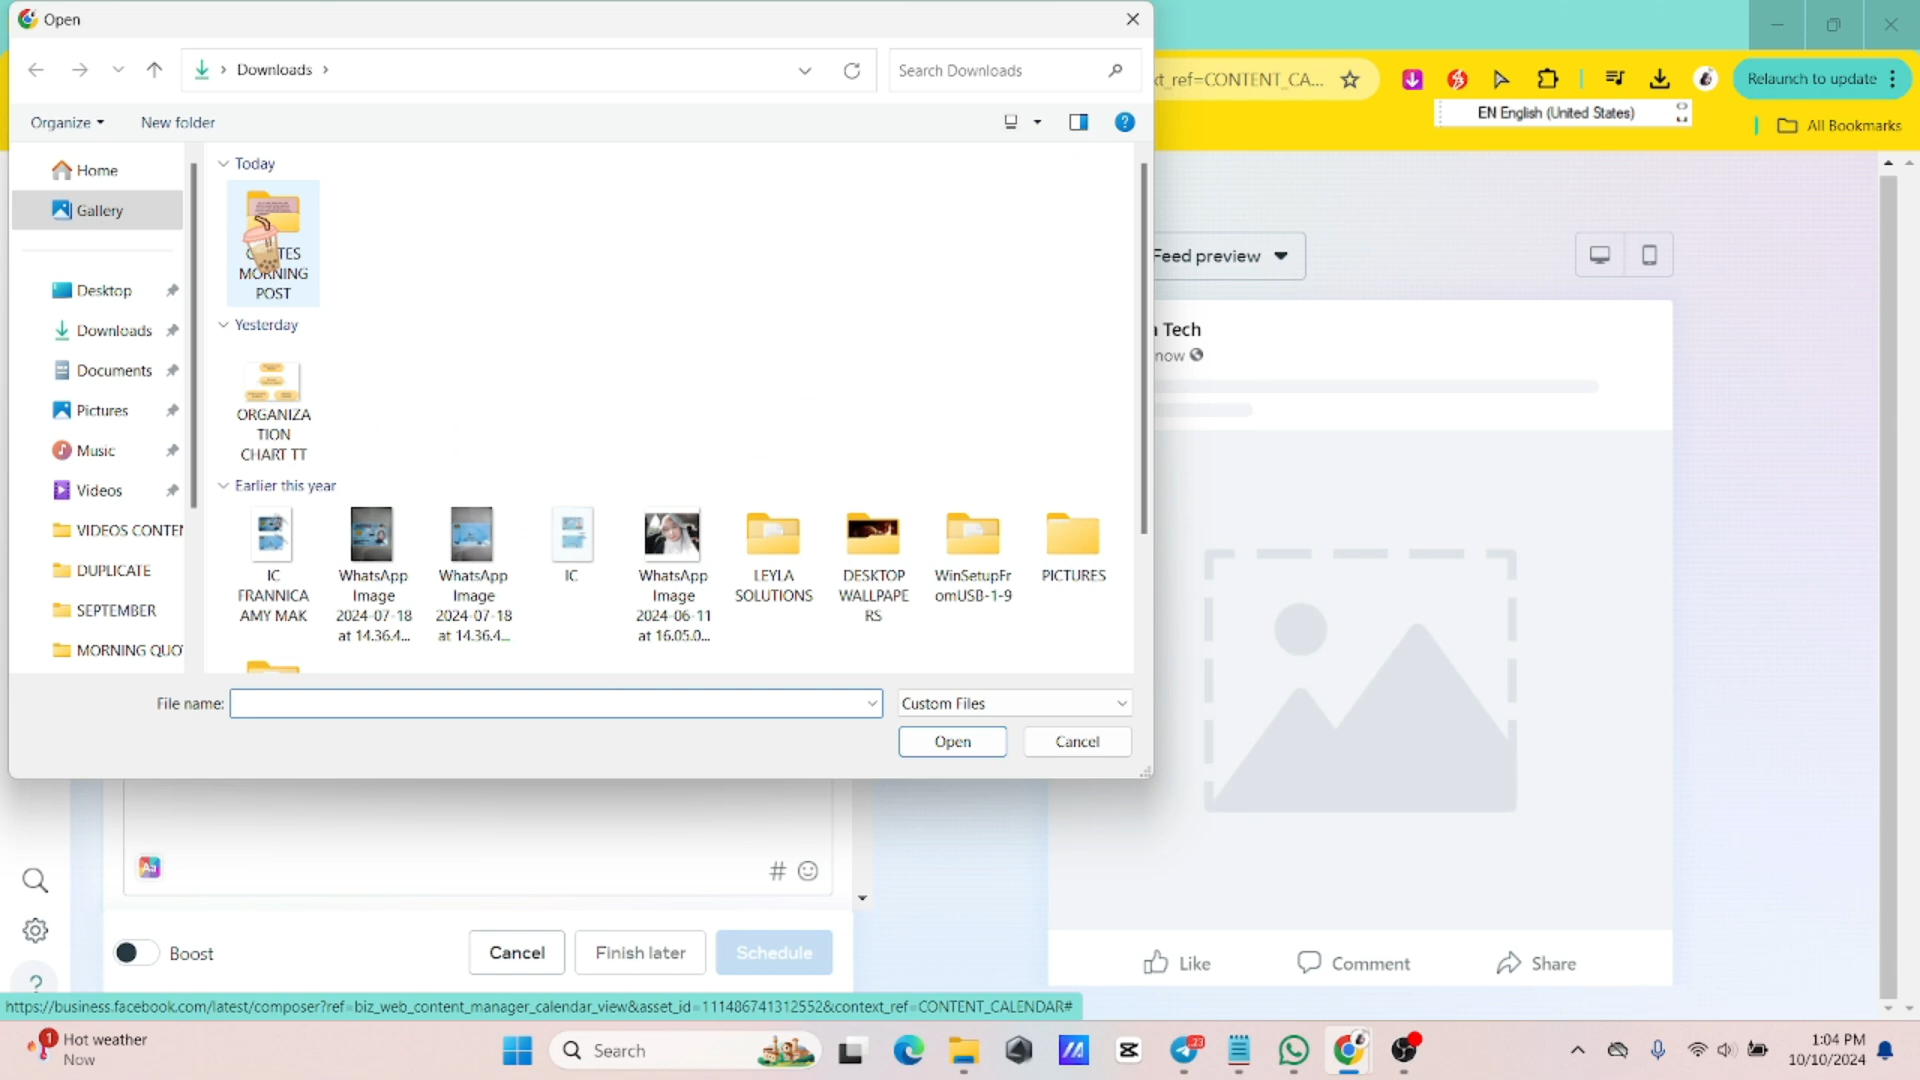 Open
Downloads
Search Downloads
xt_ref=CONTENT_CA...
Relaunch to update
EN English (United States)
All Bookmarks
Organize
New folder
Home
Gallery
Desktop
Downloads
Documents
Pictures
Music
Videos
VIDEOS CONTEN
DUPLICATE
SEPTEMBER
MORNING QUO
Today
MORNING
POST
Yesterday
ORGANIZA
TION
CHART TT
Earlier this year
IC
FRANNICA
AMY MAK
WhatsApp
Image
2024-07-18
at 14.36.4...
WhatsApp
Image
2024-07-18
at 14.36.4...
IC
WhatsApp
Image
2024-06-11
at 16.05.0...
LEYLA
SOLUTIONS
DESKTOP
WALLPAPE
RS
WinSetupFr
omUSB-1-9
PICTURES
File name:
Custom Files
Open
Cancel
Feed preview
Tech
now
Aa
#
Boost
Cancel
Finish later
Schedule
Like
Comment
Share
?
https://business.facebook.com/latest/composer?ref=biz_web_content_manager_calendar_view&asset_id=111486741312552&context_ref=CONTENT_CALENDAR#
1
Hot weather
Now
Search
23
1:04 PM
10/10/2024